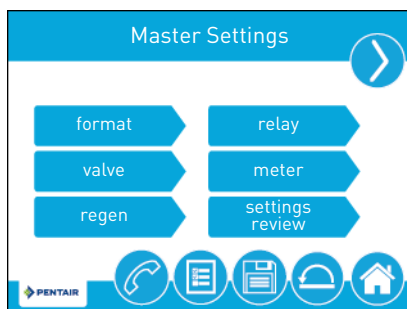 Master Settings
format
relay
valve
meter
regen
settings
review
PENTAIR